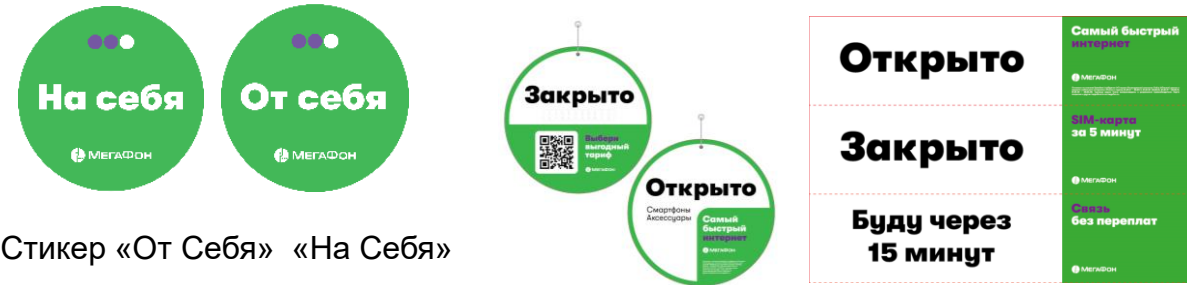 На себя
МЕГАФОН
От себя
МЕГАФОН
Стикер «От Себя» «На Себя»
Закрыто
Выбери
выгодный
тариф
МЕГАФОН
Открыто
Смартфоны
Аксессуары
Самый
быстрый
интернет
МЕГАФОН
Открыто
Самый быстрый
интернет
МЕГАФОН
Закрыто
SIM-карта
за 5 минут
МЕГАФОН
Буду через
15 минут
Связь
без переплат
МЕГАФОН